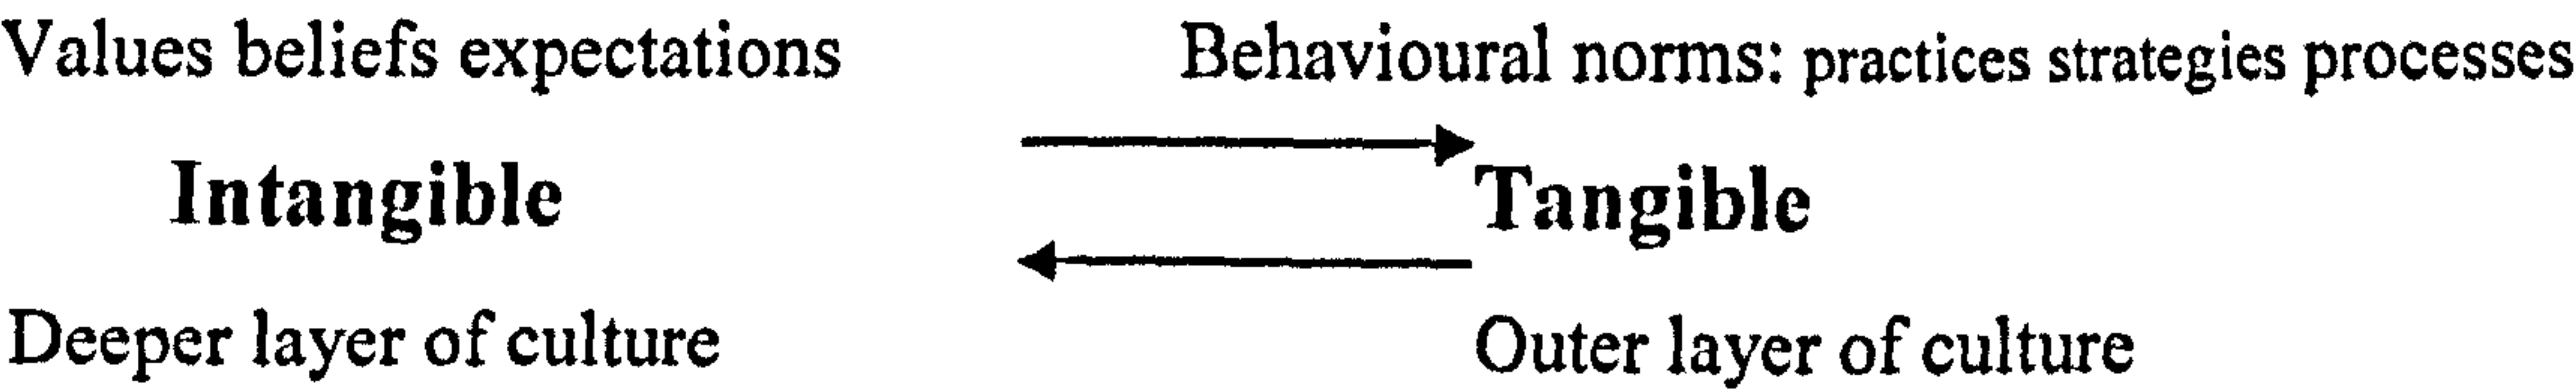 Values beliefs expectations Behavioural norms: practices strategies processes
Intangible Tangible
Deeper layer of culture Outer layer of culture